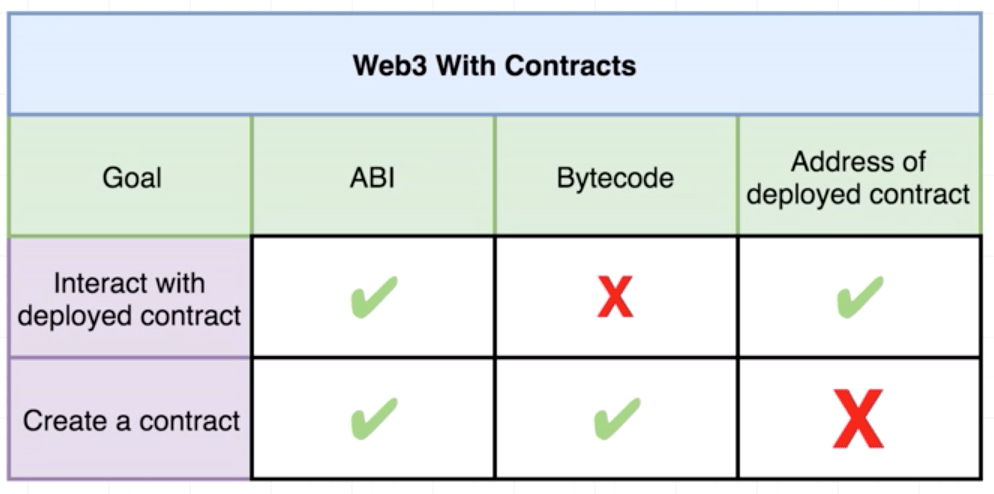 Web3 With Contracts
Goal
ABI
Bytecode
Address of
deployed contract
Interact with
deployed contract
✔
X
✔
Create a contract
✔
✔
X